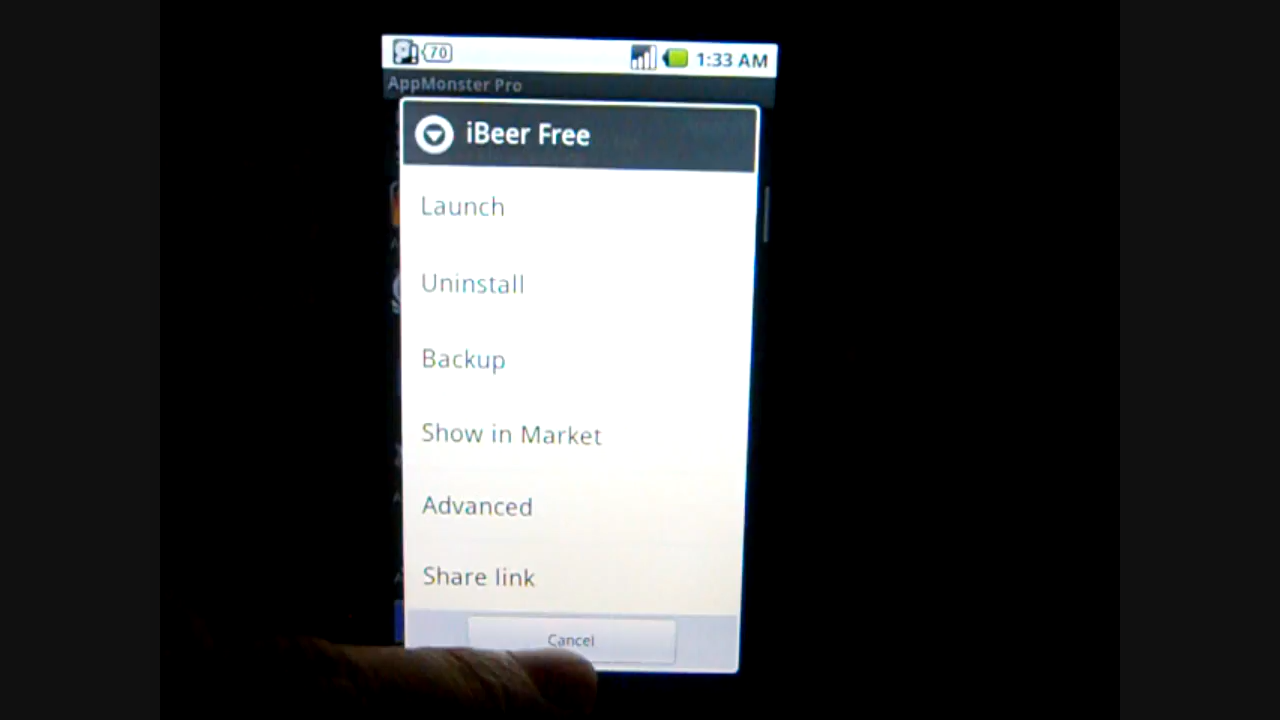 70 1:33 AM
AppMonster Pro
iBeer Free
Launch
Uninstall
Backup
Show in Market
Advanced
Share link
Cancel